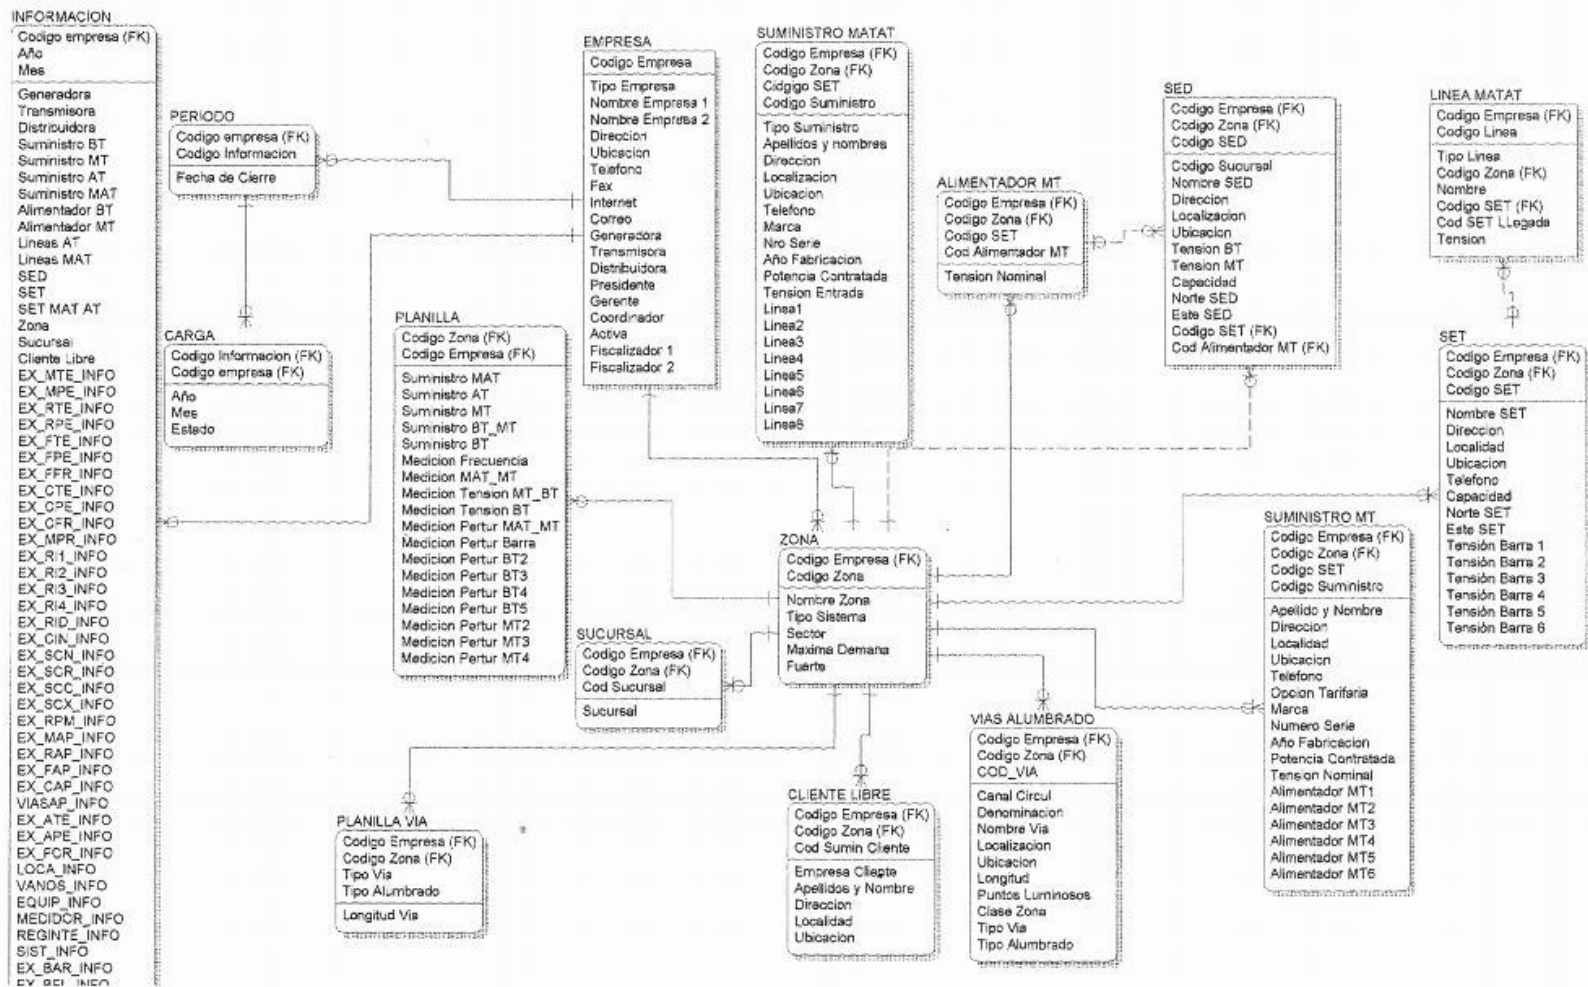 INFORMACION
Codigo empresa (FK)
Año
Mes
Generadora
Transmisora
Distribuidora
Suministro BT
Suministro MT
Suministro AT
Suministro MAT
Alimentador BT
Alimentador MT
Lineas AT
Lineas MAT
SED
SET
SET MAT AT
Zona
Sucursal
Cliente Libre
EX_MTE_INFO
EX_MPE_INFO
EX_RTE_INFO
EX_RPE_INFO
EX_FTE_INFO
EX_FPE_INFO
EX_FFR_INFO
EX_CTE_INFO
EX_CPE_INFO
EX_CFR_INFO
EX_MPR_INFO
EX_RI1_INFO
EX_RI2_INFO
EX_RI3_INFO
EX_RI4_INFO
EX_RID_INFO
EX_CIN_INFO
EX_SCN_INFO
EX_SCR_INFO
EX_SCC_INFO
EX_SCX_INFO
EX_RPM_INFO
EX_MAP_INFO
EX_RAP_INFO
EX_FAP_INFO
EX_CAP_INFO
VIASAP_INFO
EX_ATE_INFO
EX_APE_INFO
EX_FCR_INFO
LOCA_INFO
VANOS_INFO
EQUIP_INFO
MEDIDOR_INFO
REGINTE_INFO
SIST_INFO
EX_BAR_INFO
PERIODO
Codigo empresa (FK)
Codigo Informacion
Fecha de Cierre
CARGA
Codigo Informacion (FK)
Codigo empresa (FK)
Año
Mes
Estado
EMPRESA
Codigo Empresa
Tipo Empresa
Nombre Empresa 1
Nombre Empresa 2
Direccion
Ubicacion
Telefono
Fax
Internet
Correo
Generadora
Transmisora
Distribuidora
Presidente
Gerente
Coordinador
Activa
Fiscalizador 1
Fiscalizador 2
PLANILLA
Codigo Zona (FK)
Codigo Empresa (FK)
Suministro MAT
Suministro AT
Suministro MT
Suministro BT_MT
Suministro BT
Medicion Frecuencia
Medicion MAT_MT
Medicion Tension MT_BT
Medicion Tension BT
Medicion Pertur MAT_MT
Medicion Pertur Barra
Medicion Pertur BT2
Medicion Pertur BT3
Medicion Pertur BT4
Medicion Pertur BT5
Medicion Pertur MT2
Medicion Pertur MT3
Medicion Pertur MT4
SUMINISTRO MATAT
Codigo Empresa (FK)
Codigo Zona (FK)
Cidgigo SET
Codigo Suministro
Tipo Suministro
Apellidos y nombres
Direccion
Localizacion
Ubicacion
Telefono
Marca
Nro Serie
Año Fabricacion
Potencia Contratada
Tension Entrada
Linea1
Linea2
Linea3
Linea4
Linea5
Linea6
Linea7
Linea8
ALIMENTADOR MT
Codigo Empresa (FK)
Codigo Zona (FK)
Codigo SET
Cod Alimentador MT
Tension Nominal
SED
Codigo Empresa (FK)
Codigo Zona (FK)
Codigo SED
Codigo Sucursal
Nombre SED
Direccion
Localizacion
Ubicacion
Tension BT
Tension MT
Capacidad
Norte SED
Este SED
Codigo SET (FK)
Cod Alimentador MT (FK)
LINEA MATAT
Codigo Empresa (FK)
Codigo Linea
Tipo Linea
Codigo Zona (FK)
Nombre
Codigo SET (FK)
Cod SET LLegada
Tension
SET
Codigo Empresa (FK)
Codigo Zona (FK)
Codigo SET
Nombre SET
Direccion
Localidad
Ubicacion
Telefono
Capacidad
Norte SET
Este SET
Tensión Barra 1
Tensión Barra 2
Tensión Barra 3
Tensión Barra 4
Tensión Barra 5
Tensión Barra 6
ZONA
Codigo Empresa (FK)
Codigo Zona
Nombre Zona
Tipo Sistema
Sector
Maxima Demana
Fuerte
SUCURSAL
Codigo Empresa (FK)
Codigo Zona (FK)
Cod Sucursal
Sucursal
SUMINISTRO MT
Codigo Empresa (FK)
Codigo Zona (FK)
Codigo SET
Codigo Suministro
Apellido y Nombre
Direccion
Localidad
Ubicacion
Telefono
Opcion Tarifaria
Marca
Numero Serie
Año Fabricacion
Potencia Contratada
Tension Nominal
Alimentador MT1
Alimentador MT2
Alimentador MT3
Alimentador MT4
Alimentador MT5
Alimentador MT6
PLANILLA VIA
Codigo Empresa (FK)
Codigo Zona (FK)
Tipo Via
Tipo Alumbrado
Longitud Via
CLIENTE LIBRE
Codigo Empresa (FK)
Codigo Zona (FK)
Cod Sumin Cliente
Empresa Cliente
Apellidos y Nombre
Direccion
Localidad
Ubicacion
VIAS ALUMBRADO
Codigo Empresa (FK)
Codigo Zona (FK)
COD_VIA
Canal Circul
Denominacion
Nombre Via
Localizacion
Ubicacion
Longitud
Puntos Luminosos
Clase Zona
Tipo Via
Tipo Alumbrado